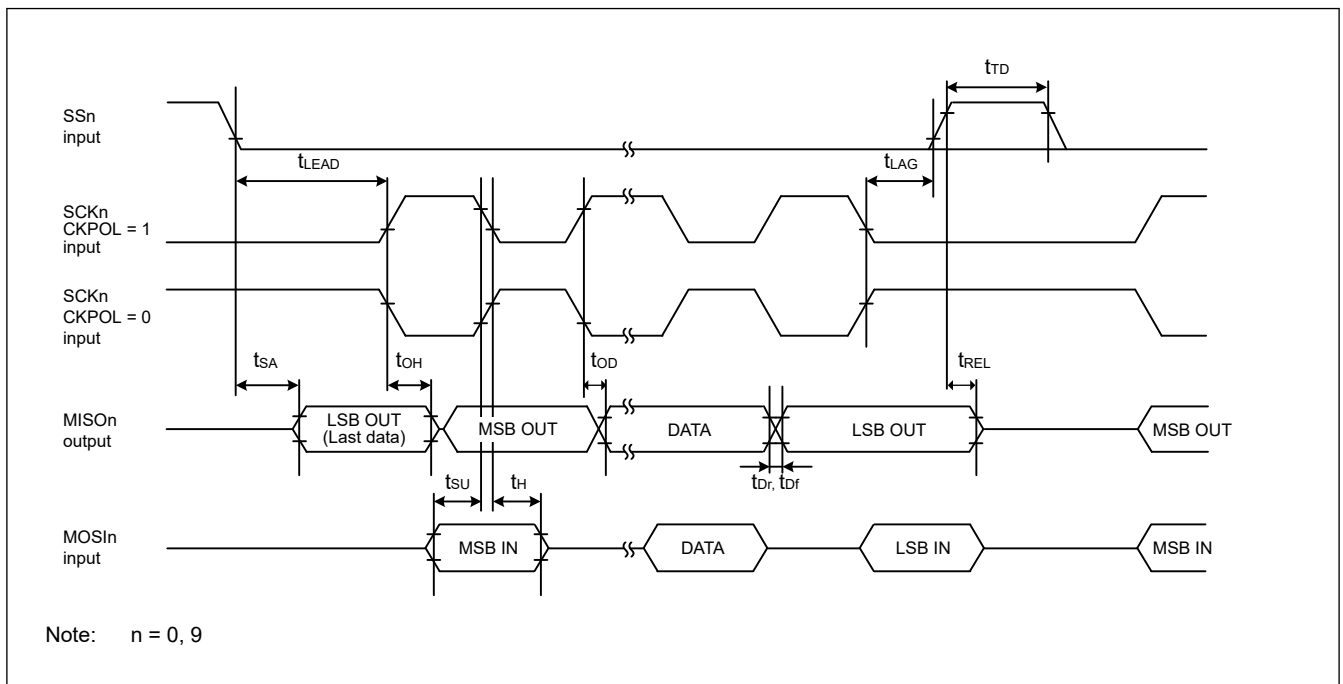 tTD
SSn
input
tLEAD
tLAG
SCKn
CKPOL = 1
input
SCKn
CKPOL = 0
input
tSA
tOH
tOD
tREL
MISOn
output
LSB OUT
(Last data)
MSB OUT
DATA
LSB OUT
MSB OUT
tSU
tH
tDr, tDf
MOSIn
input
MSB IN
DATA
LSB IN
MSB IN
Note: n = 0, 9